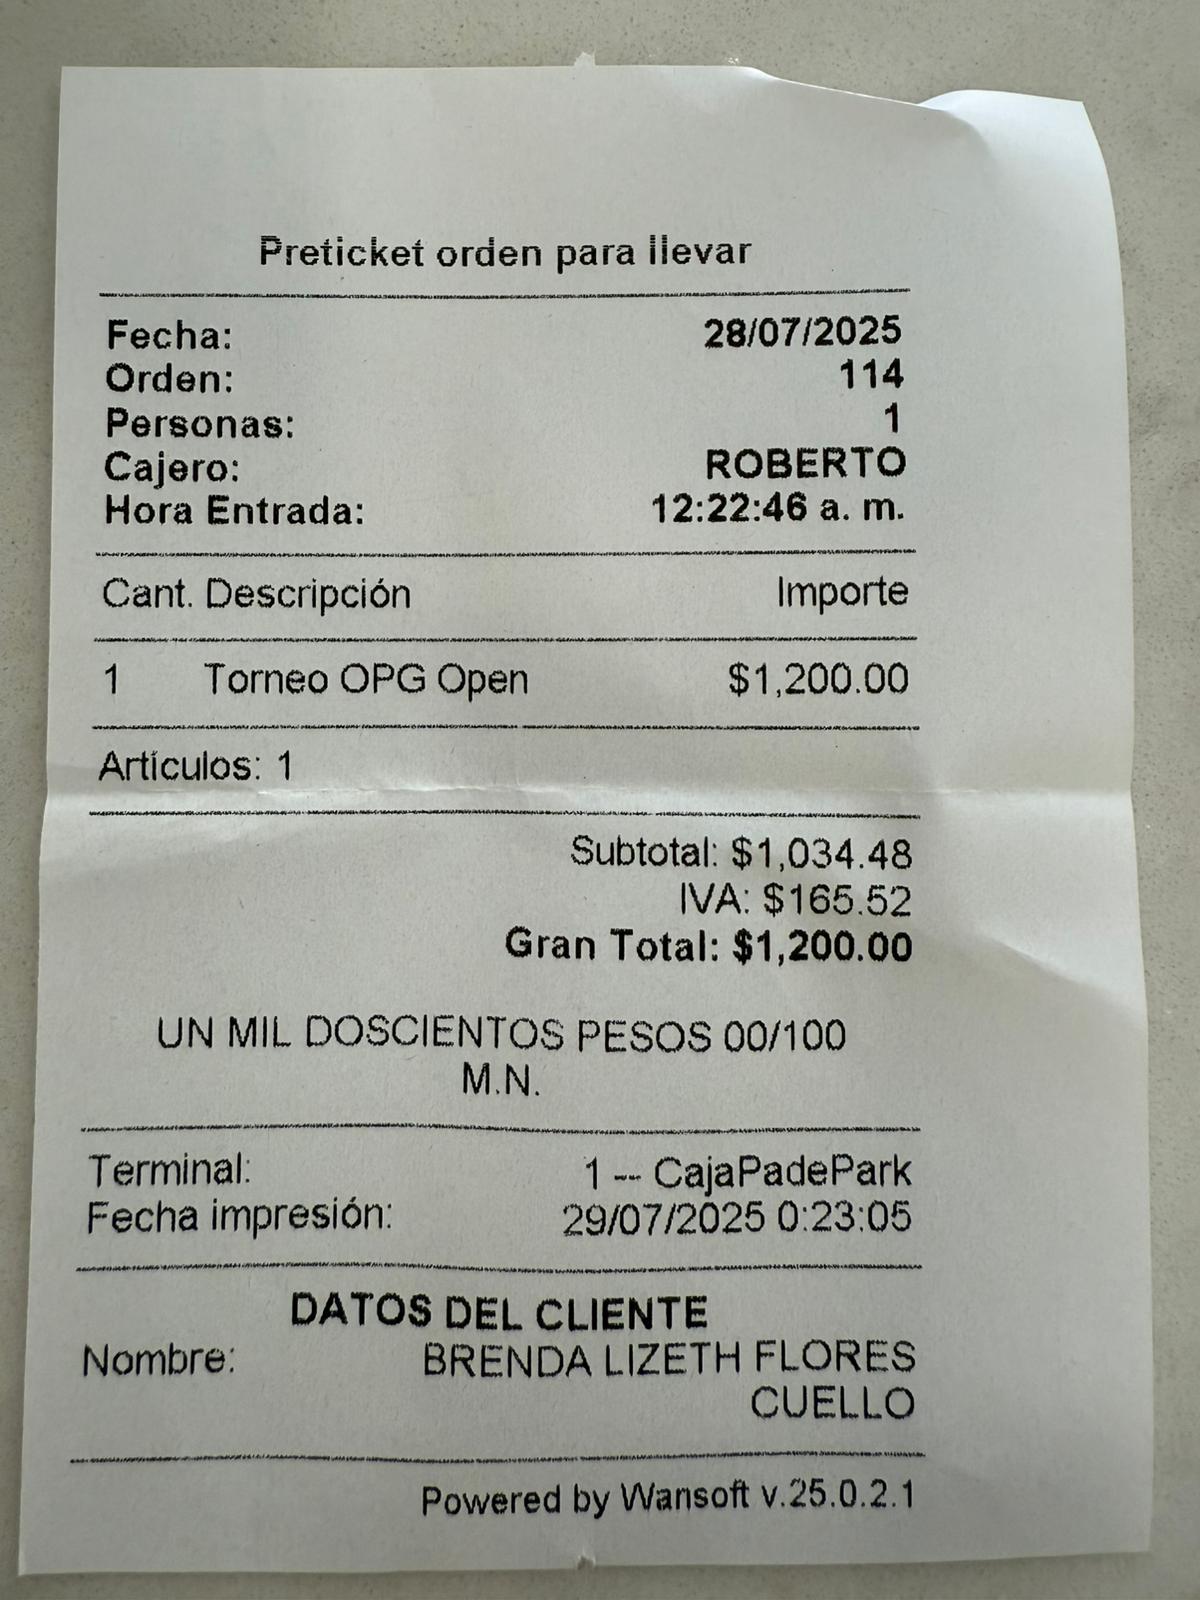 Preticket orden para llevar
Fecha: 28/07/2025
Orden: 114
Personas: 1
Cajero: ROBERTO
Hora Entrada: 12:22:46 a. m.
Cant. Descripción Importe
1 Torneo OPG Open $1,200.00
Artículos: 1
Subtotal: $1,034.48
IVA: $165.52
Gran Total: $1,200.00
UN MIL DOSCIENTOS PESOS 00/100
M.N.
Terminal: 1 -- CajaPadePark
Fecha impresión: 29/07/2025 0:23:05
DATOS DEL CLIENTE
Nombre: BRENDA LIZETH FLORES
CUELLO
Powered by Wansoft v.25.0.2.1